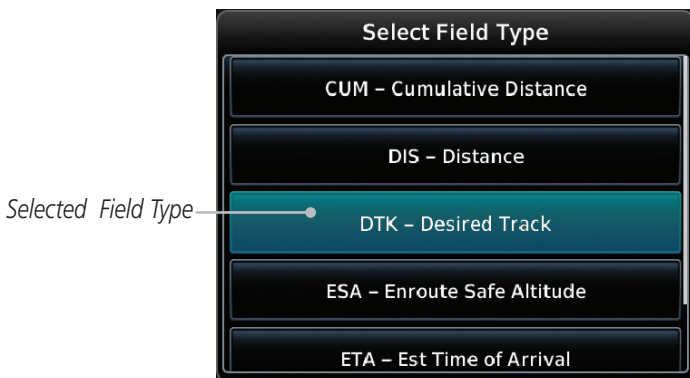 Select Field Type
CUM – Cumulative Distance
DIS – Distance
Selected Field Type
DTK – Desired Track
ESA – Enroute Safe Altitude
ETA – Est Time of Arrival